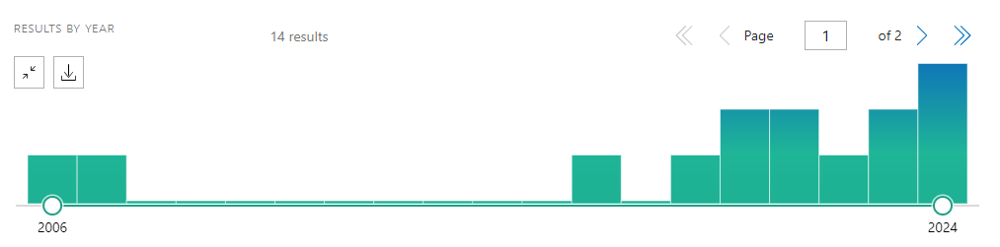 RESULTS BY YEAR
14 results
Page 1 of 2
2006
2024